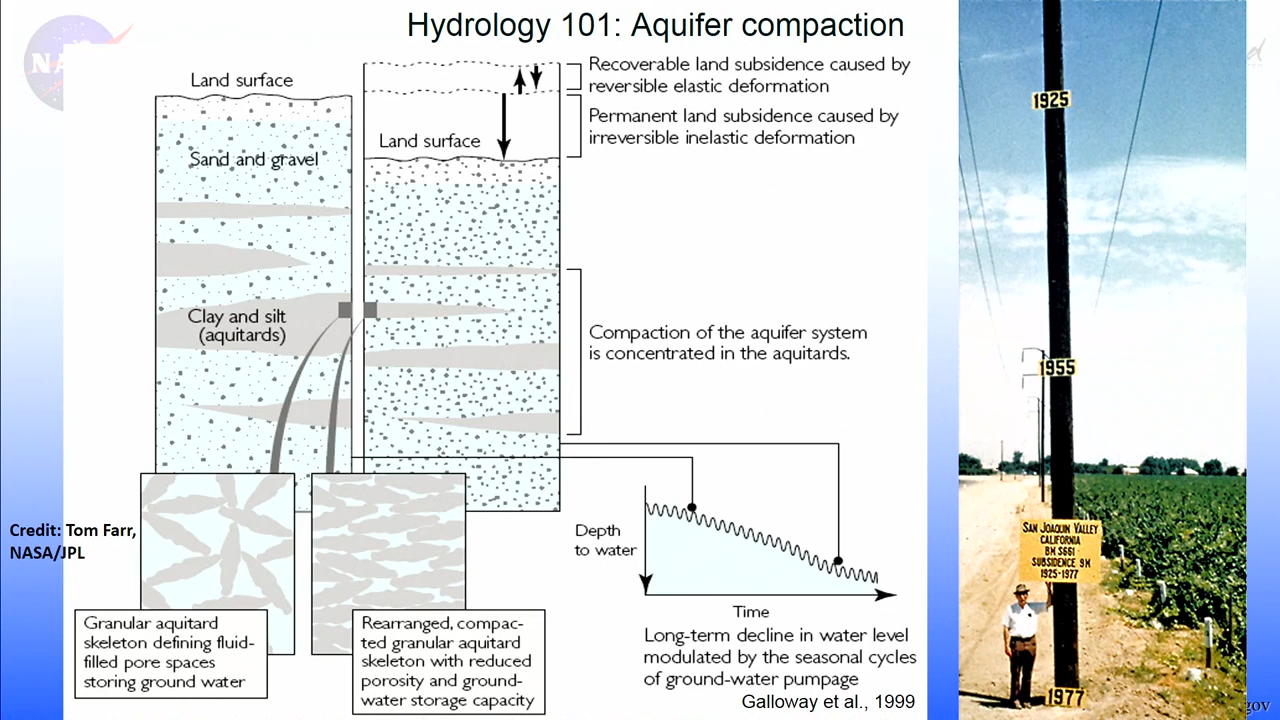 Hydrology 101: Aquifer compaction
NA
Land surface
Sand and gravel
Clay and silt
(aquitards)
Land surface
Recoverable land subsidence caused by
reversible elastic deformation
Permanent land subsidence caused by
irreversible inelastic deformation
Compaction of the aquifer system
is concentrated in the aquitards.
Credit: Tom Farr,
NASA/JPL
Granular aquitard
skeleton defining fluid-
filled pore spaces
storing ground water
Rearranged, compac-
ted granular aquitard
skeleton with reduced
porosity and ground-
water storage capacity
Depth
to water
Time
Long-term decline in water level
modulated by the seasonal cycles
of ground-water pumpage
Galloway et al., 1999
1925
1955
SAN JOAQUIN VALLEY
CALIFORNIA
BM S661
SUBSIDENCE 9M
1925-1977
1977
gov